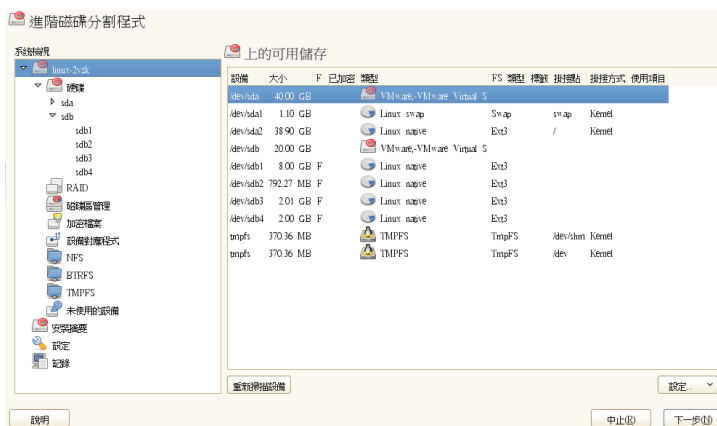 進階磁碟分割程式
系統檢視
linux-2vzk
硬碟
sda
sdb
sdb1
sdb2
sdb3
sdb4
RAID
磁碟區管理
加密檔案
設備對應程式
NFS
BTRFS
TMPFS
未使用的設備
安裝摘要
設定
記錄
上的可用儲存
設備 大小 F 已加密 類型 FS 類型 標籤 掛接點 掛接方式 使用項目
/dev/sda 40.00 GB VMware,-VMware Virtual S
/dev/sda1 1.10 GB Linux swap Swap swap Kernel
/dev/sda2 38.90 GB Linux native Ext3 / Kernel
/dev/sdb 20.00 GB VMware,-VMware Virtual S
/dev/sdb1 8.00 GB F Linux native Ext3
/dev/sdb2 792.27 MB F Linux native Ext3
/dev/sdb3 2.01 GB F Linux native Ext3
/dev/sdb4 2.00 GB F Linux native Ext3
tmpfs 370.36 MB TMPFS TmpFS /dev/shm Kernel
tmpfs 370.36 MB TMPFS TmpFS /dev Kernel
重新掃描設備
設定...
說明
中止(R)
下一步(N)